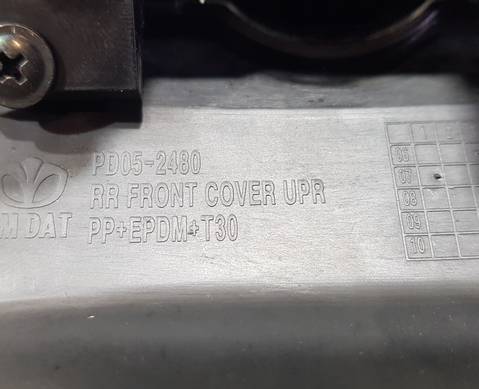 PD05-2480
RR FRONT COVER UPR
M DAT
PP+EPDM+T30
1
06
07
08
09
10